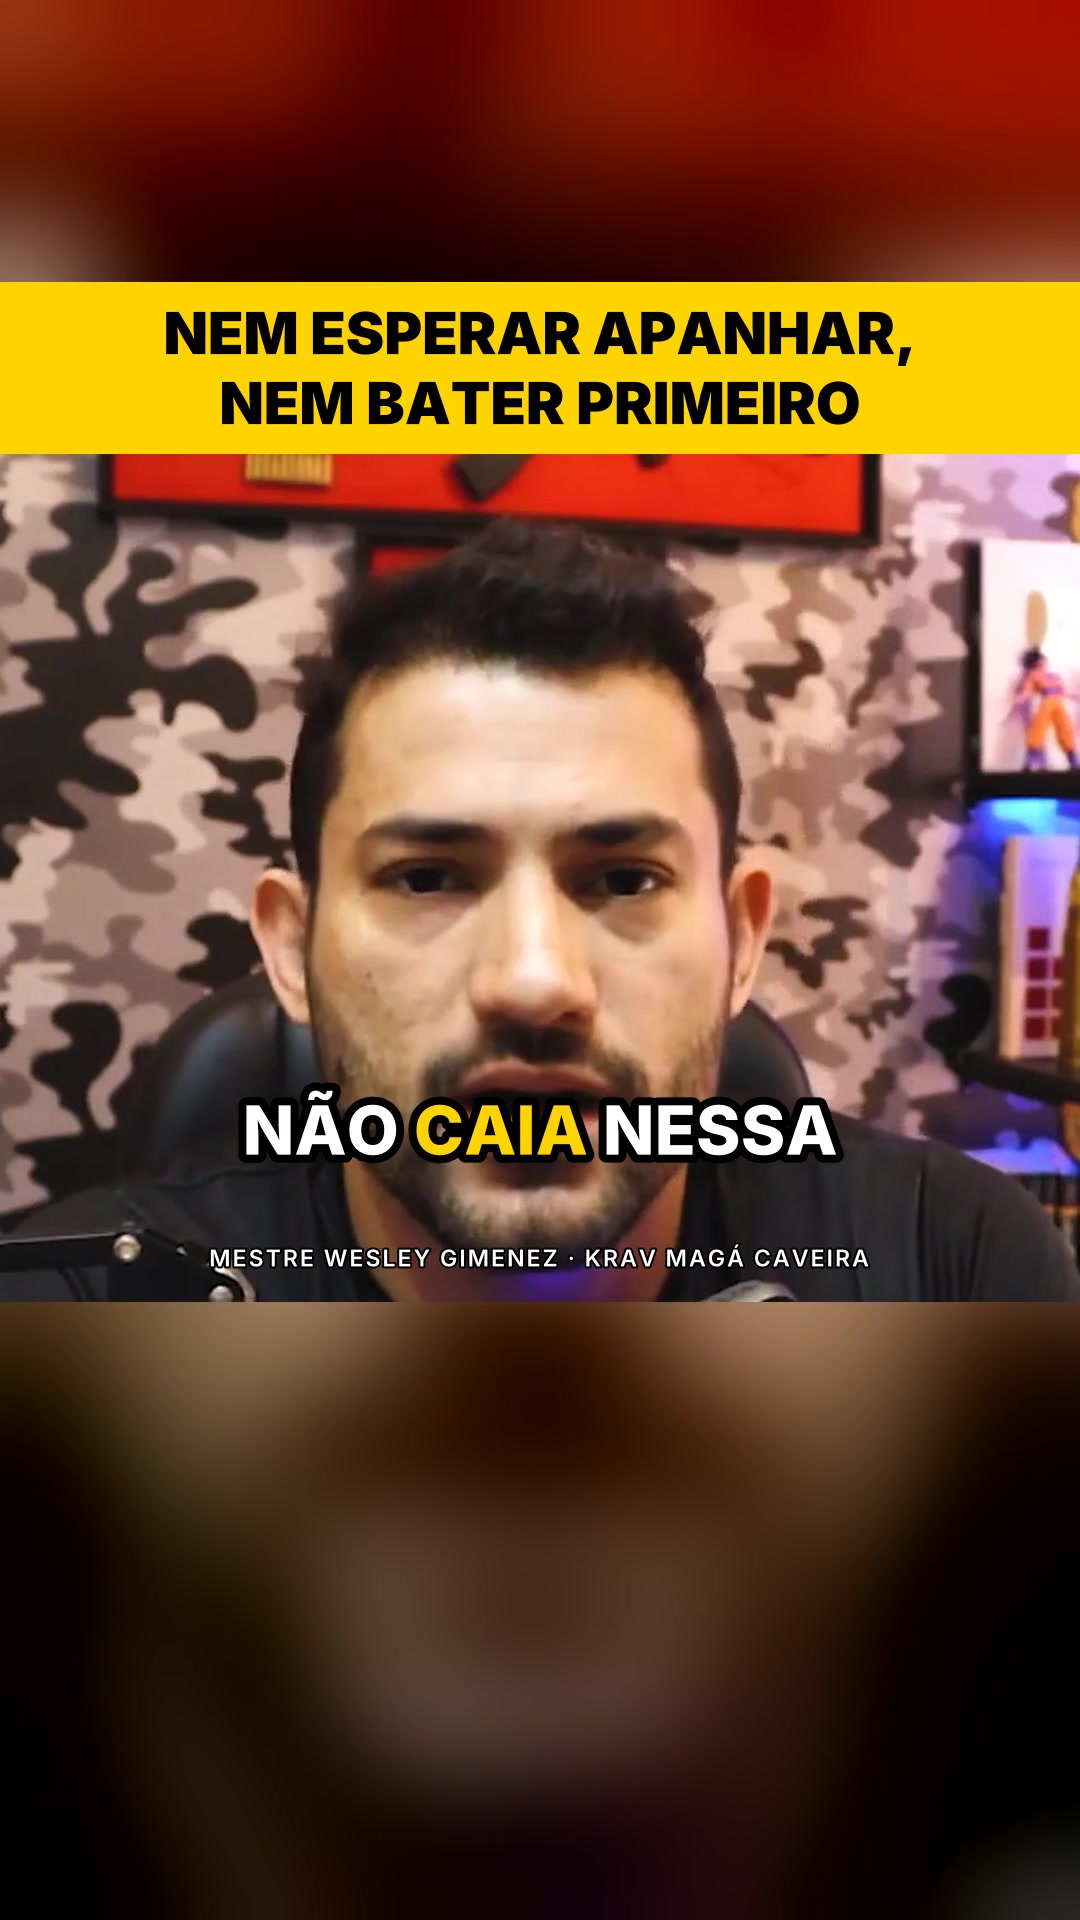 NEM ESPERAR APANHAR,
NEM BATER PRIMEIRO
NÃO CAIA NESSA
MESTRE WESLEY GIMENEZ · KRAV MAGÁ CAVEIRA